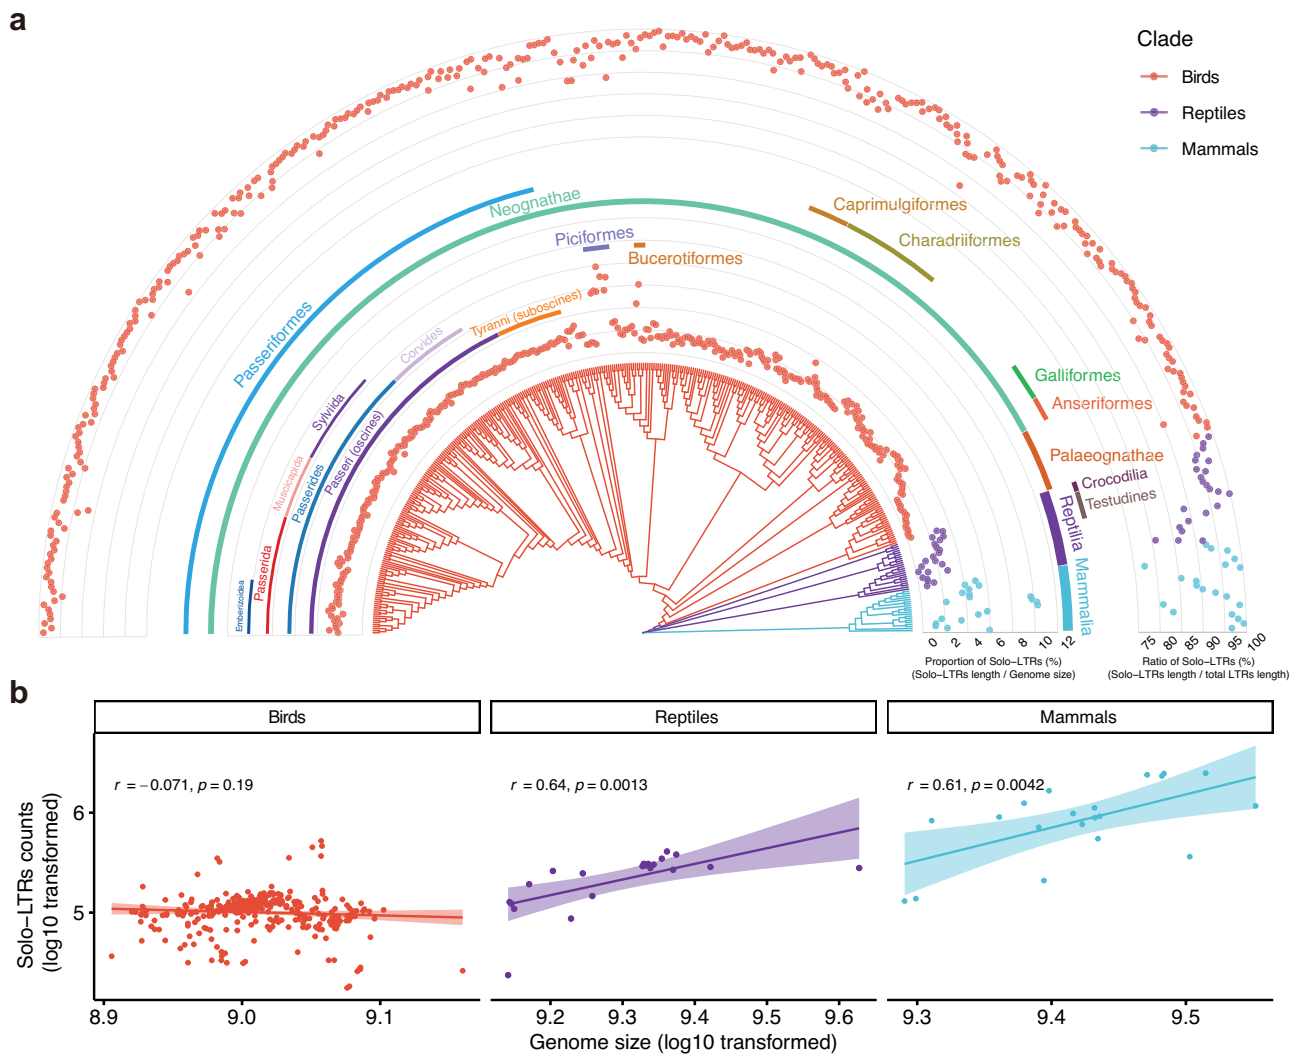 a
Clade
Birds
Reptiles
Mammals
Neognathae
Passeriformes
Caprimulgiformes
Charadriiformes
Piciformes
Bucerotiformes
Tyranni (suboscines)
Corvides
Sylviida
Passeri (oscines)
Muscicapida
Passerides
Passerida
Emberizoidea
Galliformes
Anseriformes
Palaeognathae
Crocodilia
Testudines
Reptilia
Mammalia
0 2 4 6 8 10 12
Proportion of Solo−LTRs (%)
(Solo−LTRs length / Genome size)
75 80 85 90 95 100
Ratio of Solo−LTRs (%)
(Solo−LTRs length / total LTRs length)
b
Birds
Reptiles
Mammals
r = −0.071, p = 0.19
r = 0.64, p = 0.0013
r = 0.61, p = 0.0042
Solo−LTRs counts
(log10 transformed)
6
5
8.9 9.0 9.1
9.2 9.3 9.4 9.5 9.6
9.3 9.4 9.5
Genome size (log10 transformed)